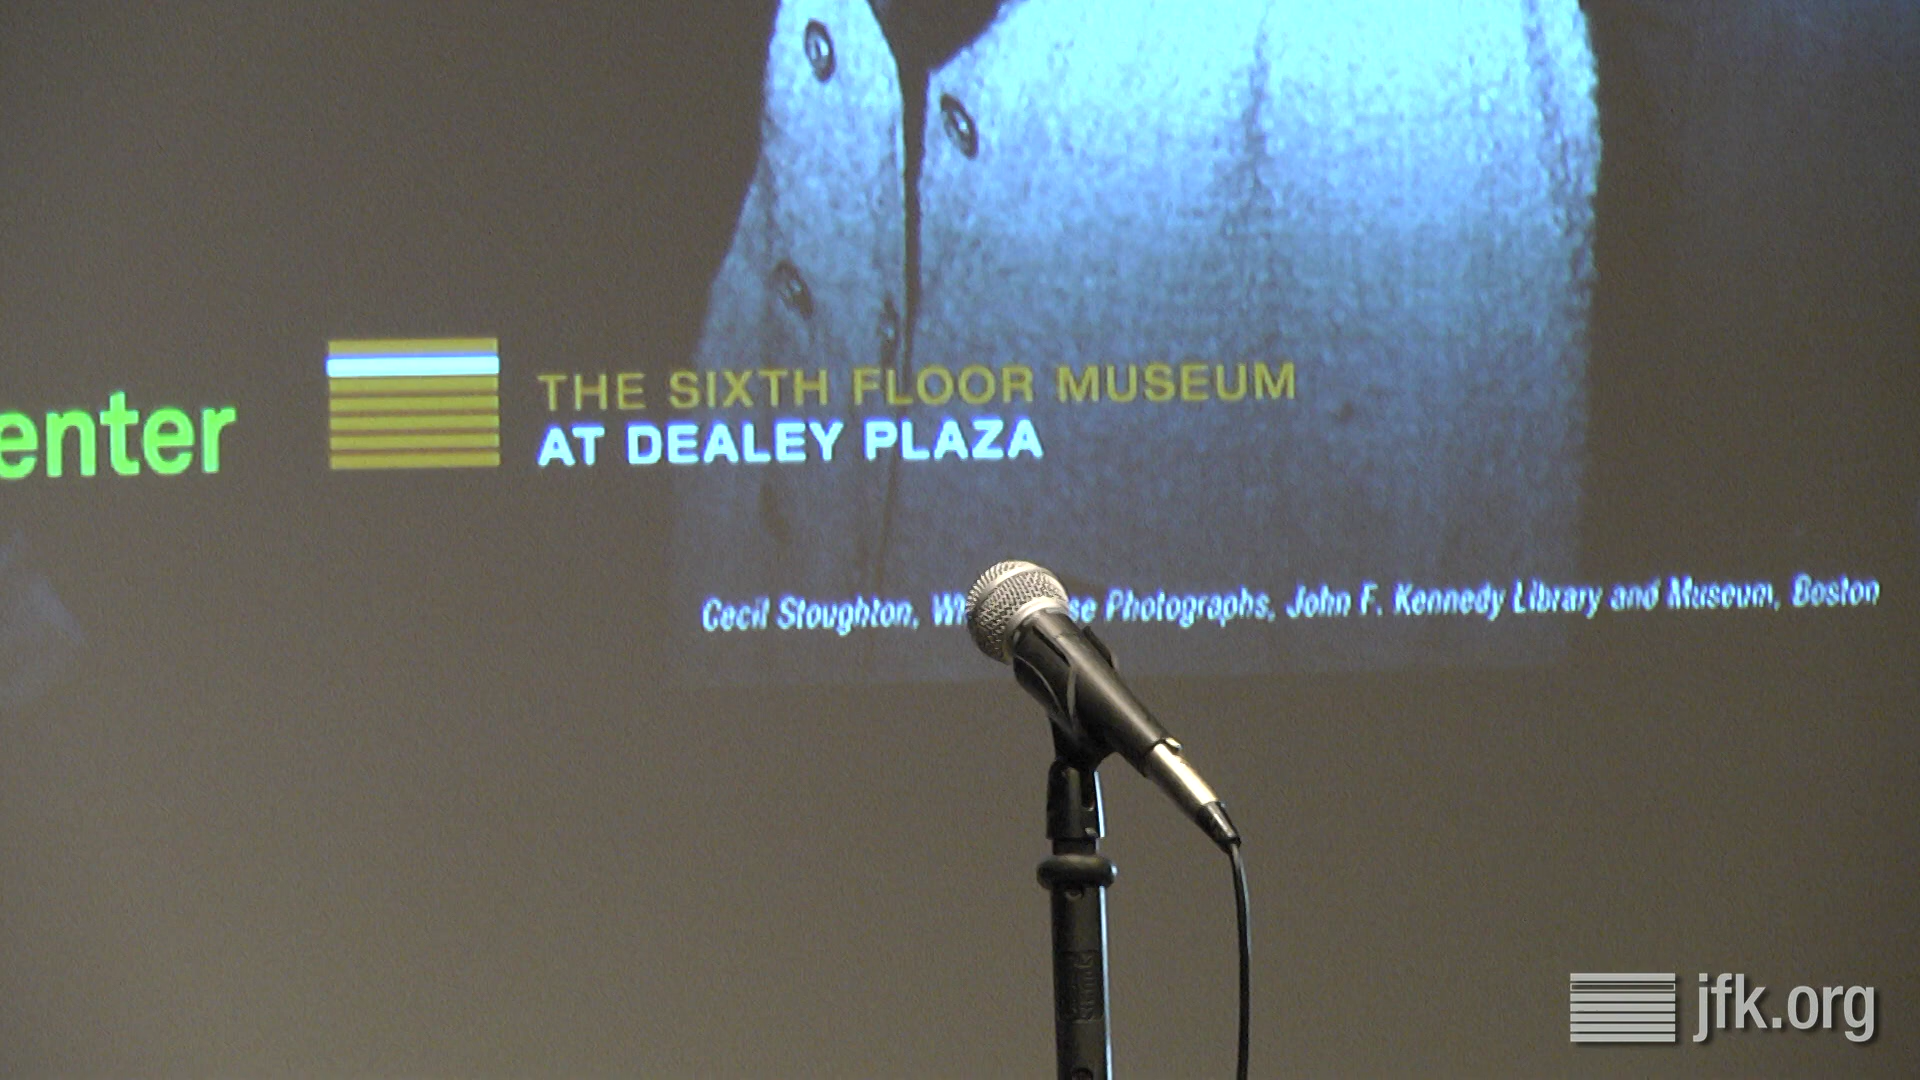 enter
THE SIXTH FLOOR MUSEUM
AT DEALEY PLAZA
Cecil Stoughton, Wh se Photographs, John F. Kennedy Library and Museum, Boston
jfk.org